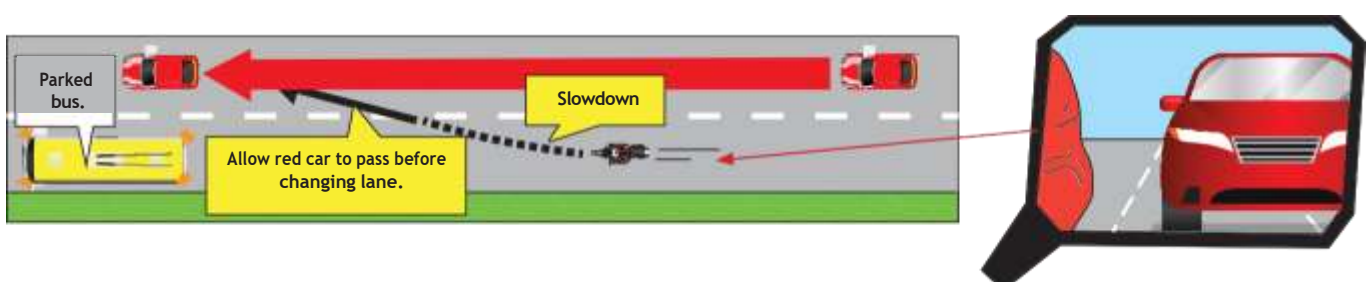 Parked
bus.
Slowdown
Allow red car to pass before
changing lane.